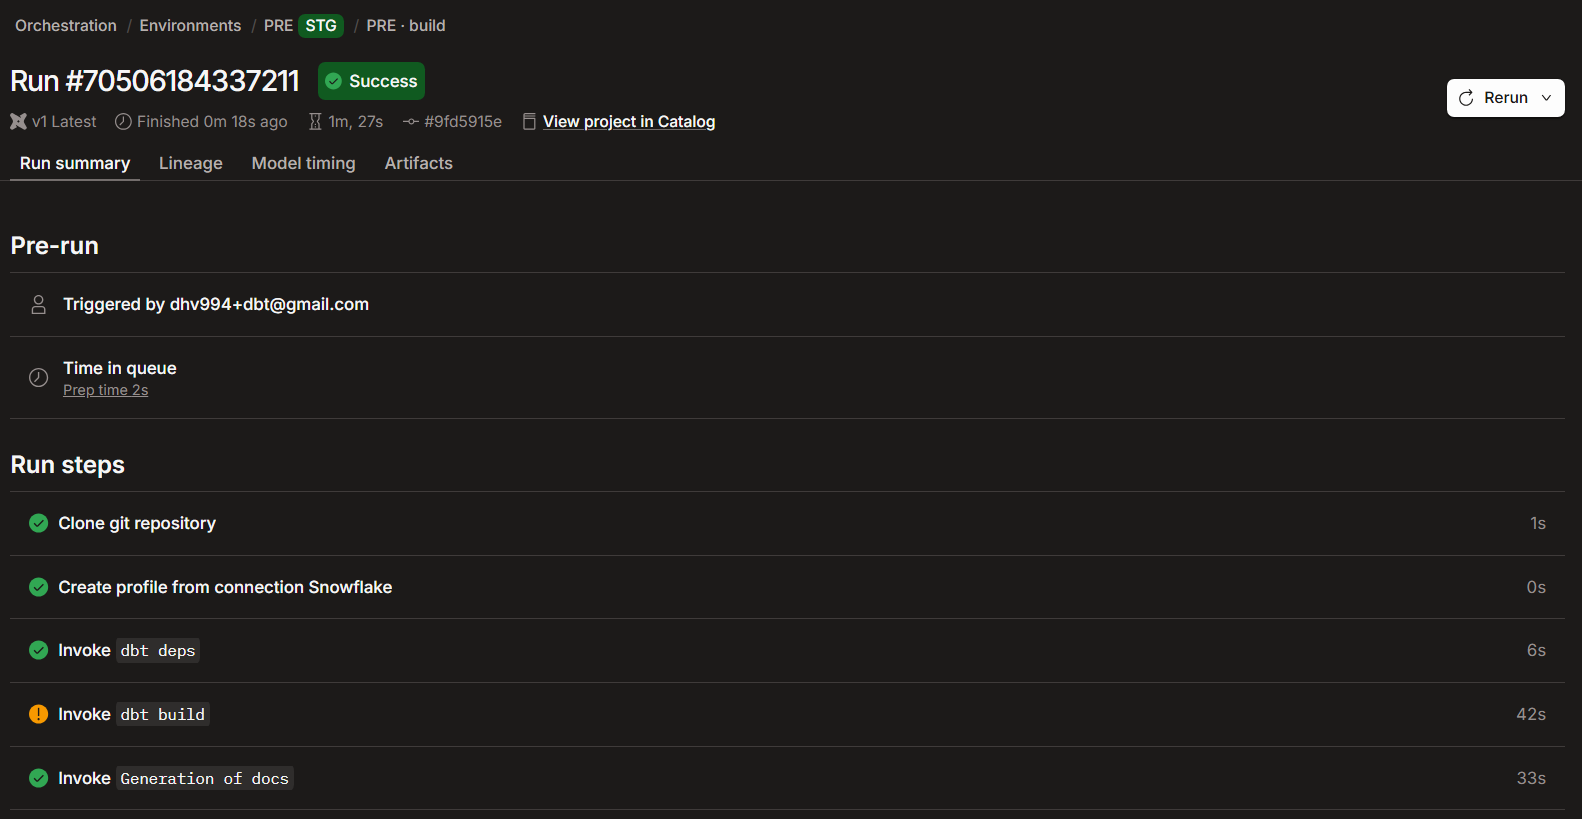 Orchestration / Environments / PRE STG / PRE · build
Run #70506184337211 Success
Rerun
v1 Latest Finished 0m 18s ago 1m, 27s #9fd5915e View project in Catalog
Run summary Lineage Model timing Artifacts
Pre-run
Triggered by dhv994+dbt@gmail.com
Time in queue
Prep time 2s
Run steps
Clone git repository 1s
Create profile from connection Snowflake 0s
Invoke dbt deps 6s
Invoke dbt build 42s
Invoke Generation of docs 33s